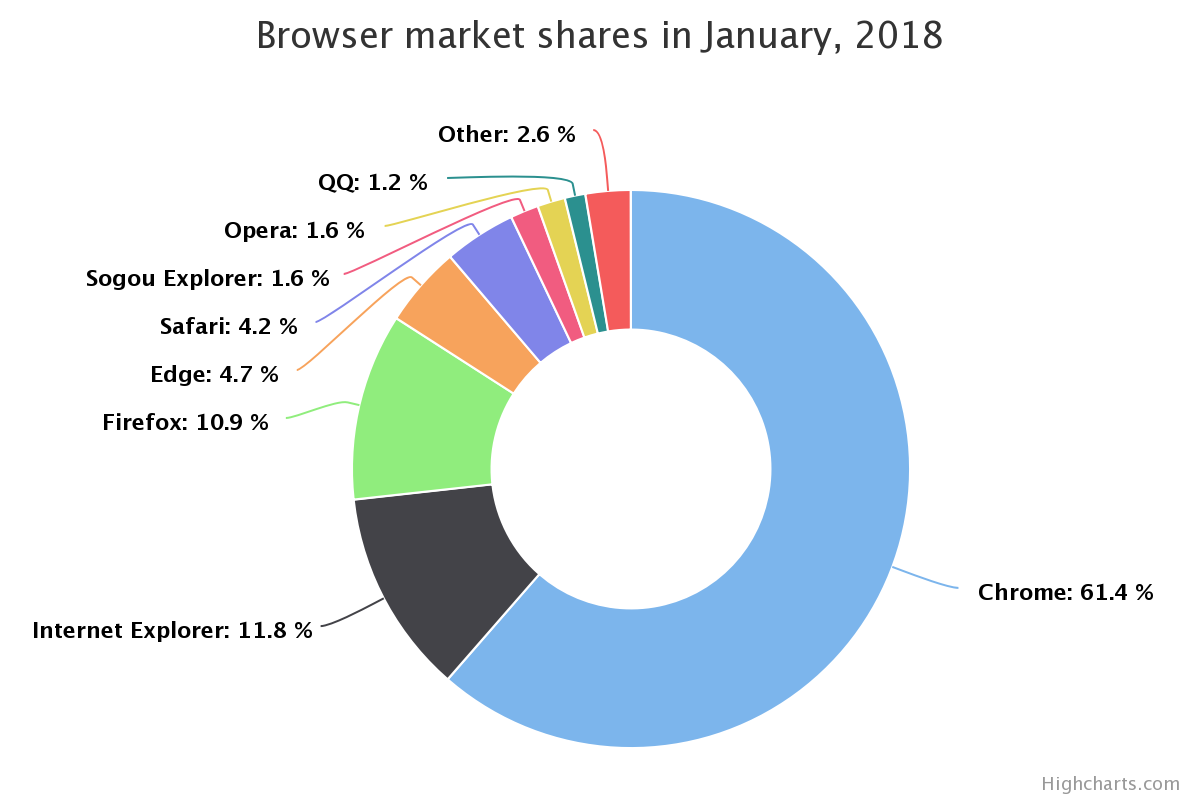 Browser market shares in January, 2018
Other: 2.6 %
QQ: 1.2 %
Opera: 1.6 %
Sogou Explorer: 1.6 %
Safari: 4.2 %
Edge: 4.7 %
Firefox: 10.9 %
Chrome: 61.4 %
Internet Explorer: 11.8 %
Highcharts.com